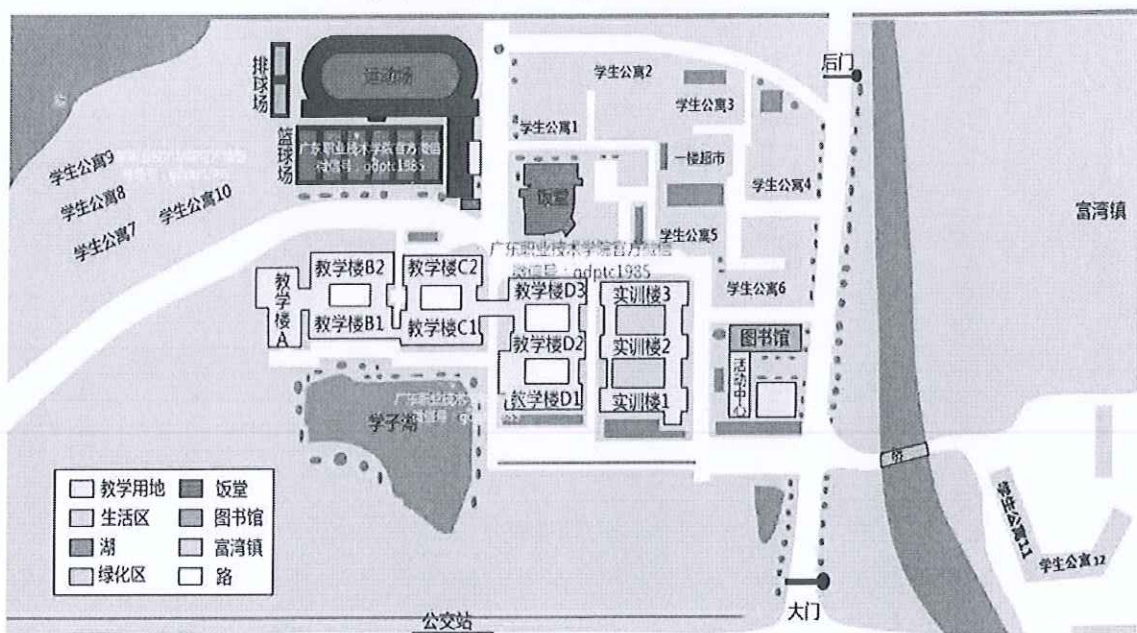 后门
学生公寓2
排球场
运动场
学生公寓3
学生公寓1
篮球场
广东职业技术学院官方微信
微信号：gdptc1985
一楼超市
学生公寓9
学生公寓8
学生公寓10
学生公寓7
饭堂
学生公寓4
富湾镇
学生公寓5
广东职业技术学院官方微信
微信号：gdptc1985
教学楼B2
教学楼C2
教学楼A
教学楼D3
实训楼3
学生公寓6
教学楼B1
教学楼C1
教学楼D2
实训楼2
图书馆
活动中心
教学楼D1
实训楼1
学子湖
桥
教学用地
饭堂
生活区
图书馆
湖
富湾镇
绿化区
路
学生公寓11
学生公寓12
大门
公交站